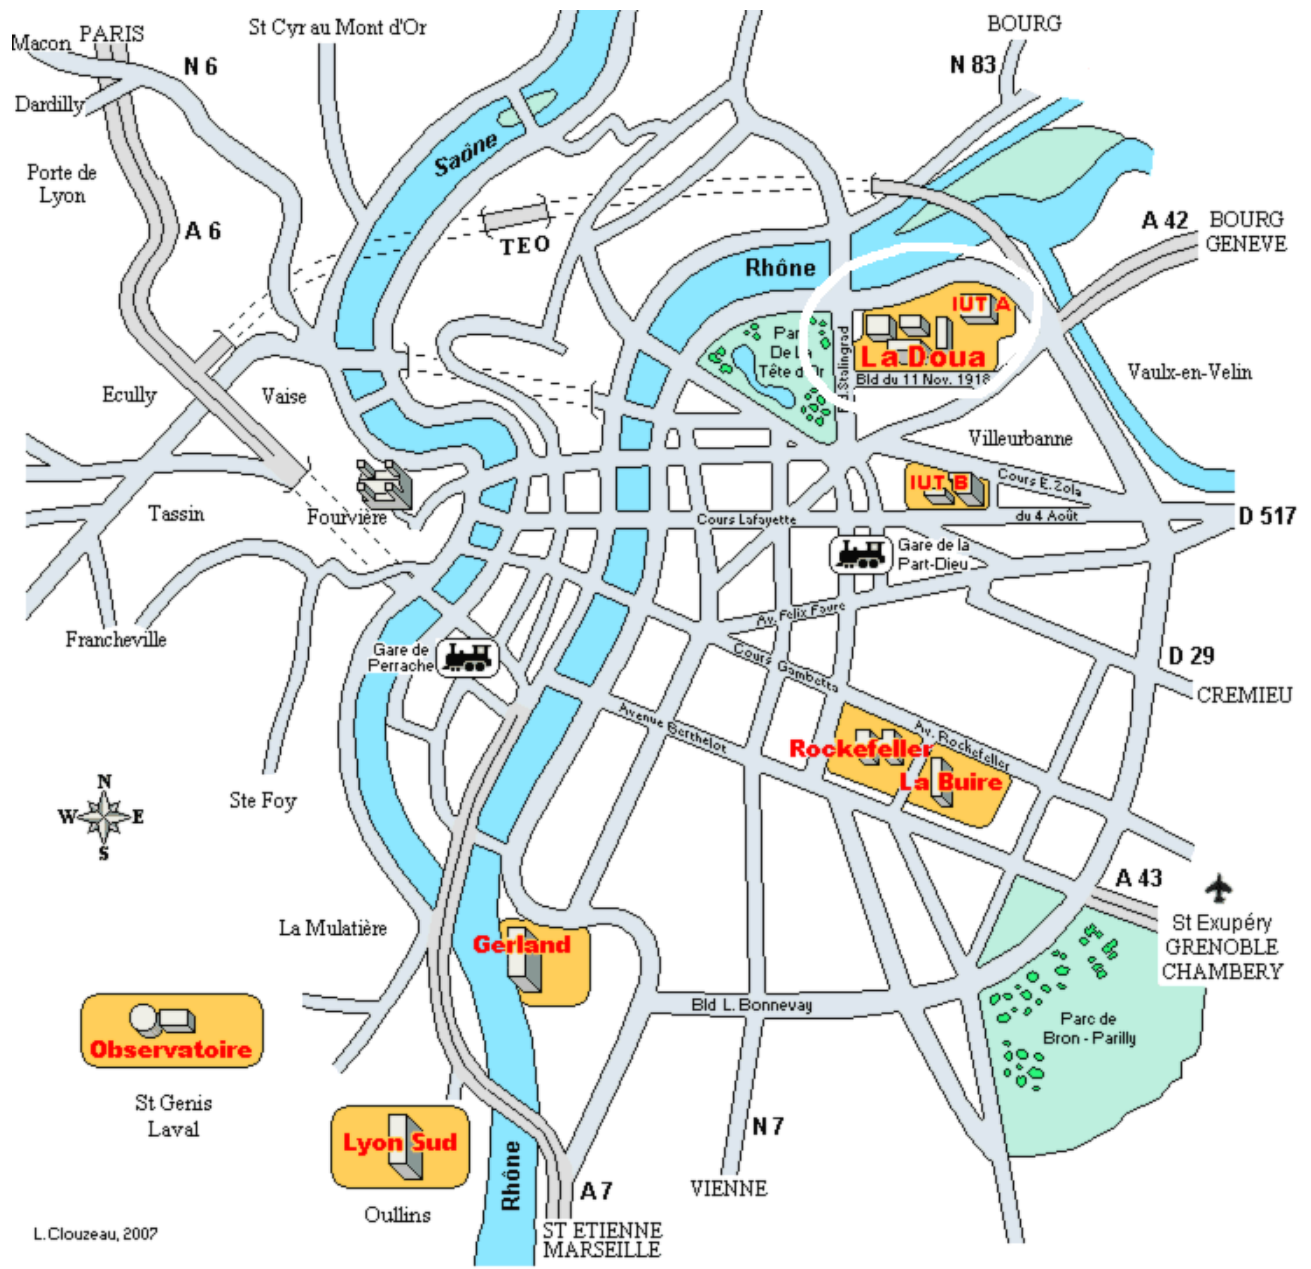 PARIS
St Cyr au Mont d'Or
BOURG
Macon
N 6
N 83
Dardilly
Saône
Porte de
Lyon
A 6
TEO
A 42
BOURG
GENEVE
Rhône
IUT A
Parc
De La
Tête d'Or
Bld.Stalingrad
La Doua
Bld du 11 Nov. 1918
Vaulx-en-Velin
Ecully
Vaise
Villeurbanne
IUT B
Cours E. Zola
Tassin
Fourvière
Cours Lafayette
du 4 Août
D 517
Gare de la
Part-Dieu
Av. Felix Faure
Francheville
Gare de
Perrache
Cours Gambetta
D 29
CREMIEU
Avenue Berthelot
Rockefeller
Av. Rockefeller
La Buire
N
W E
S
Ste Foy
A 43
La Mulatière
Gerland
St Exupéry
GRENOBLE
CHAMBERY
Bld L. Bonnevay
Parc de
Bron - Parilly
Observatoire
St Genis
Laval
Lyon Sud
N 7
Rhône
A 7
VIENNE
Oullins
ST ETIENNE
MARSEILLE
L.Clouzeau, 2007